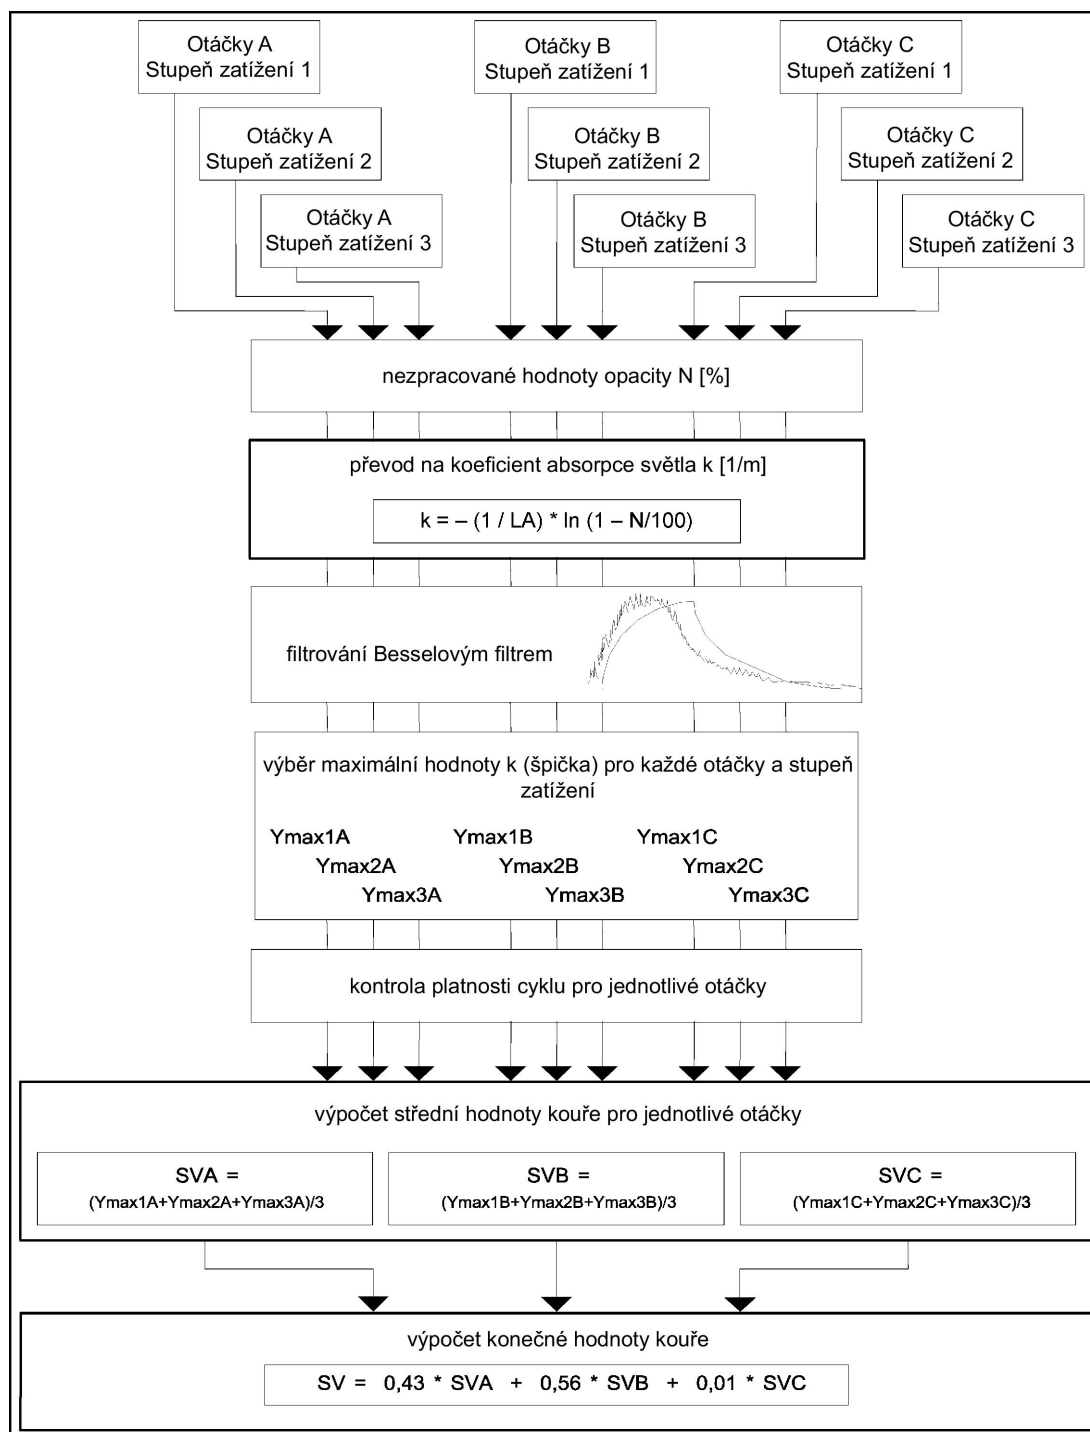 Otáčky A
Stupeň zatížení 1
Otáčky B
Stupeň zatížení 1
Otáčky C
Stupeň zatížení 1
Otáčky A
Stupeň zatížení 2
Otáčky B
Stupeň zatížení 2
Otáčky C
Stupeň zatížení 2
Otáčky A
Stupeň zatížení 3
Otáčky B
Stupeň zatížení 3
Otáčky C
Stupeň zatížení 3
nezpracované hodnoty opacity N [%]
převod na koeficient absorpce světla k [1/m]
k = – (1 / LA) * ln (1 – N/100)
filtrování Besselovým filtrem
výběr maximální hodnoty k (špička) pro každé otáčky a stupeň
zatížení
Ymax1A Ymax1B Ymax1C
Ymax2A Ymax2B Ymax2C
Ymax3A Ymax3B Ymax3C
kontrola platnosti cyklu pro jednotlivé otáčky
výpočet střední hodnoty kouře pro jednotlivé otáčky
SVA =
(Ymax1A+Ymax2A+Ymax3A)/3
SVB =
(Ymax1B+Ymax2B+Ymax3B)/3
SVC =
(Ymax1C+Ymax2C+Ymax3C)/3
výpočet konečné hodnoty kouře
SV = 0,43 * SVA + 0,56 * SVB + 0,01 * SVC